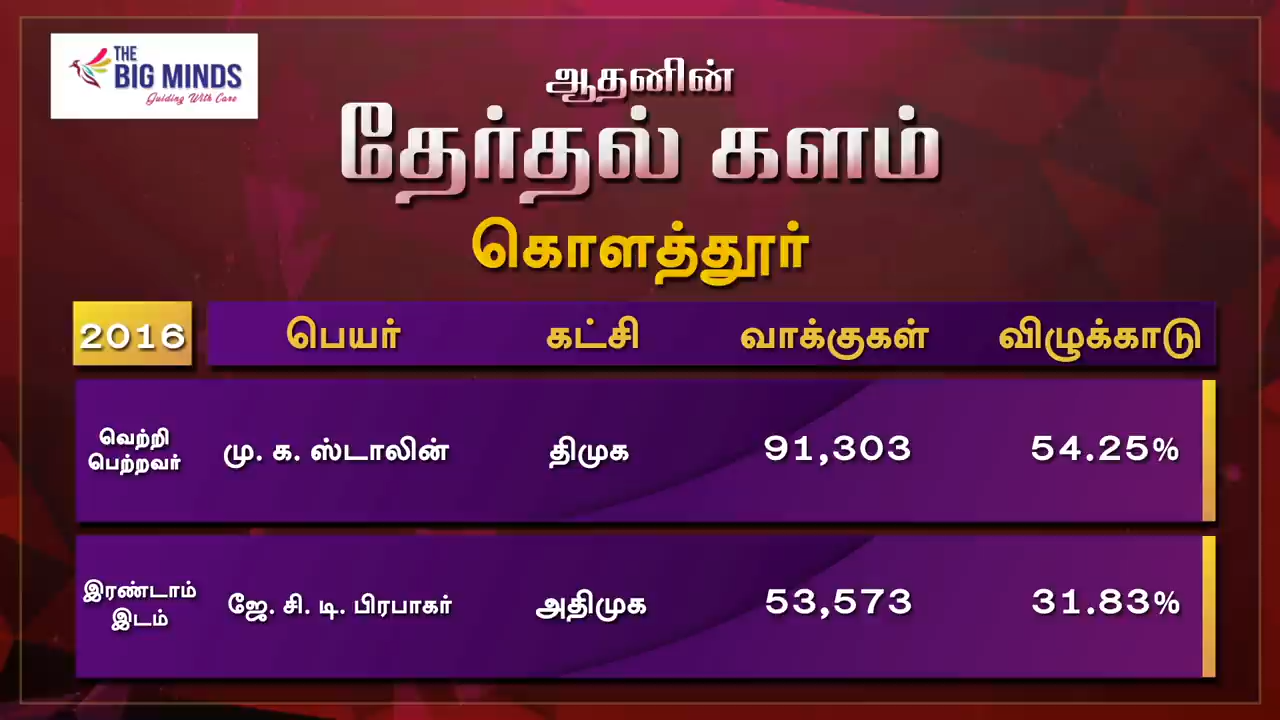 THE
BIG MINDS
Guiding With Care
ஆதனின்
தேர்தல் களம்
கொளத்தூர்
2016 பெயர் கட்சி வாக்குகள் விழுக்காடு
வெற்றி
பெற்றவர் மு. க. ஸ்டாலின் திமுக 91,303 54.25%
இரண்டாம்
இடம் ஜே. சி. டி. பிரபாகர் அதிமுக 53,573 31.83%